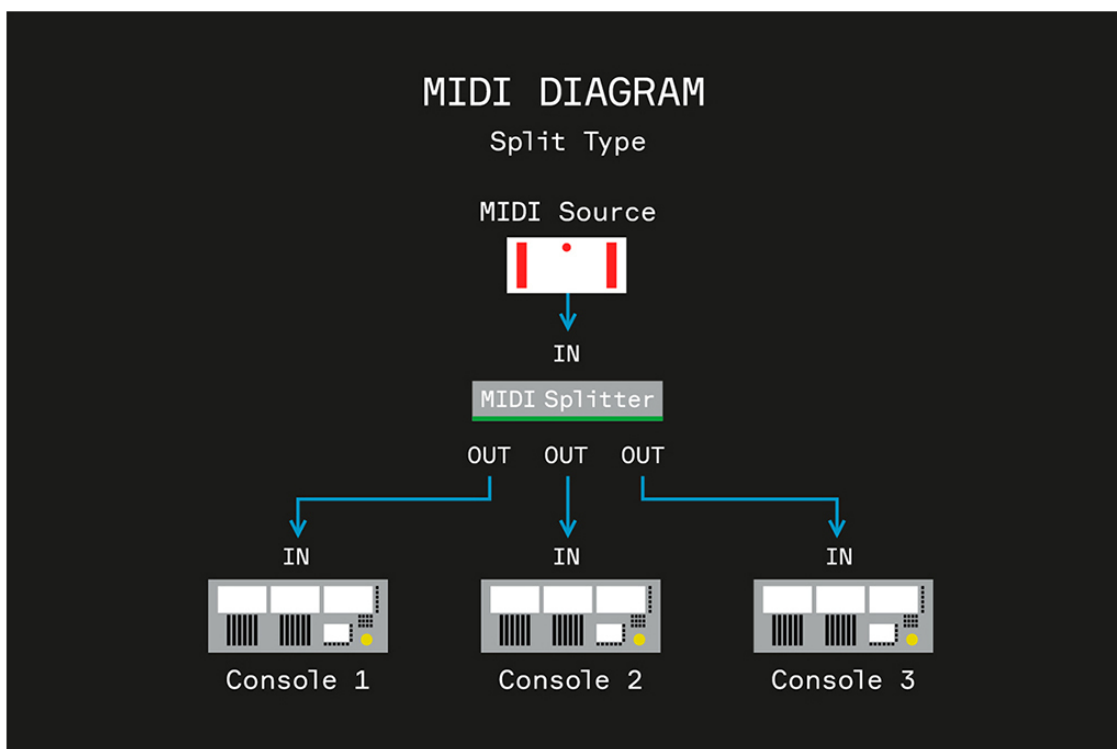 MIDI DIAGRAM
Split Type
MIDI Source
IN
MIDI Splitter
OUT OUT OUT
IN IN IN
Console 1 Console 2 Console 3